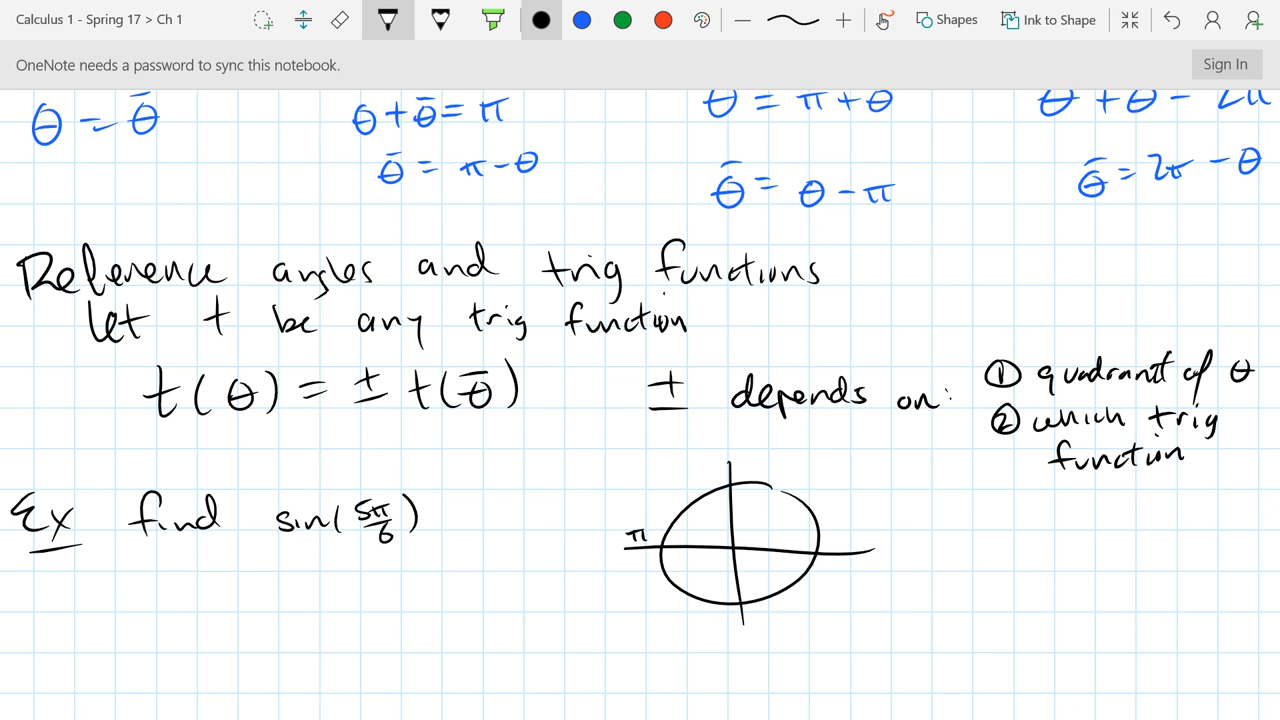 Calculus 1 - Spring 17 > Ch 1
Shapes
Ink to Shape
OneNote needs a password to sync this notebook.
Sign In
θ = θ̄
θ + θ̄ = π
θ̄ = π - θ
θ = π + θ̄
θ̄ = θ - π
θ + θ̄ = 2π
θ̄ = 2π - θ
Reference angles and trig functions
let t be any trig function
t(θ) = ± t(θ̄)
± depends on:
① quadrant of θ
② which trig
function
Ex find sin(5π/6)
π